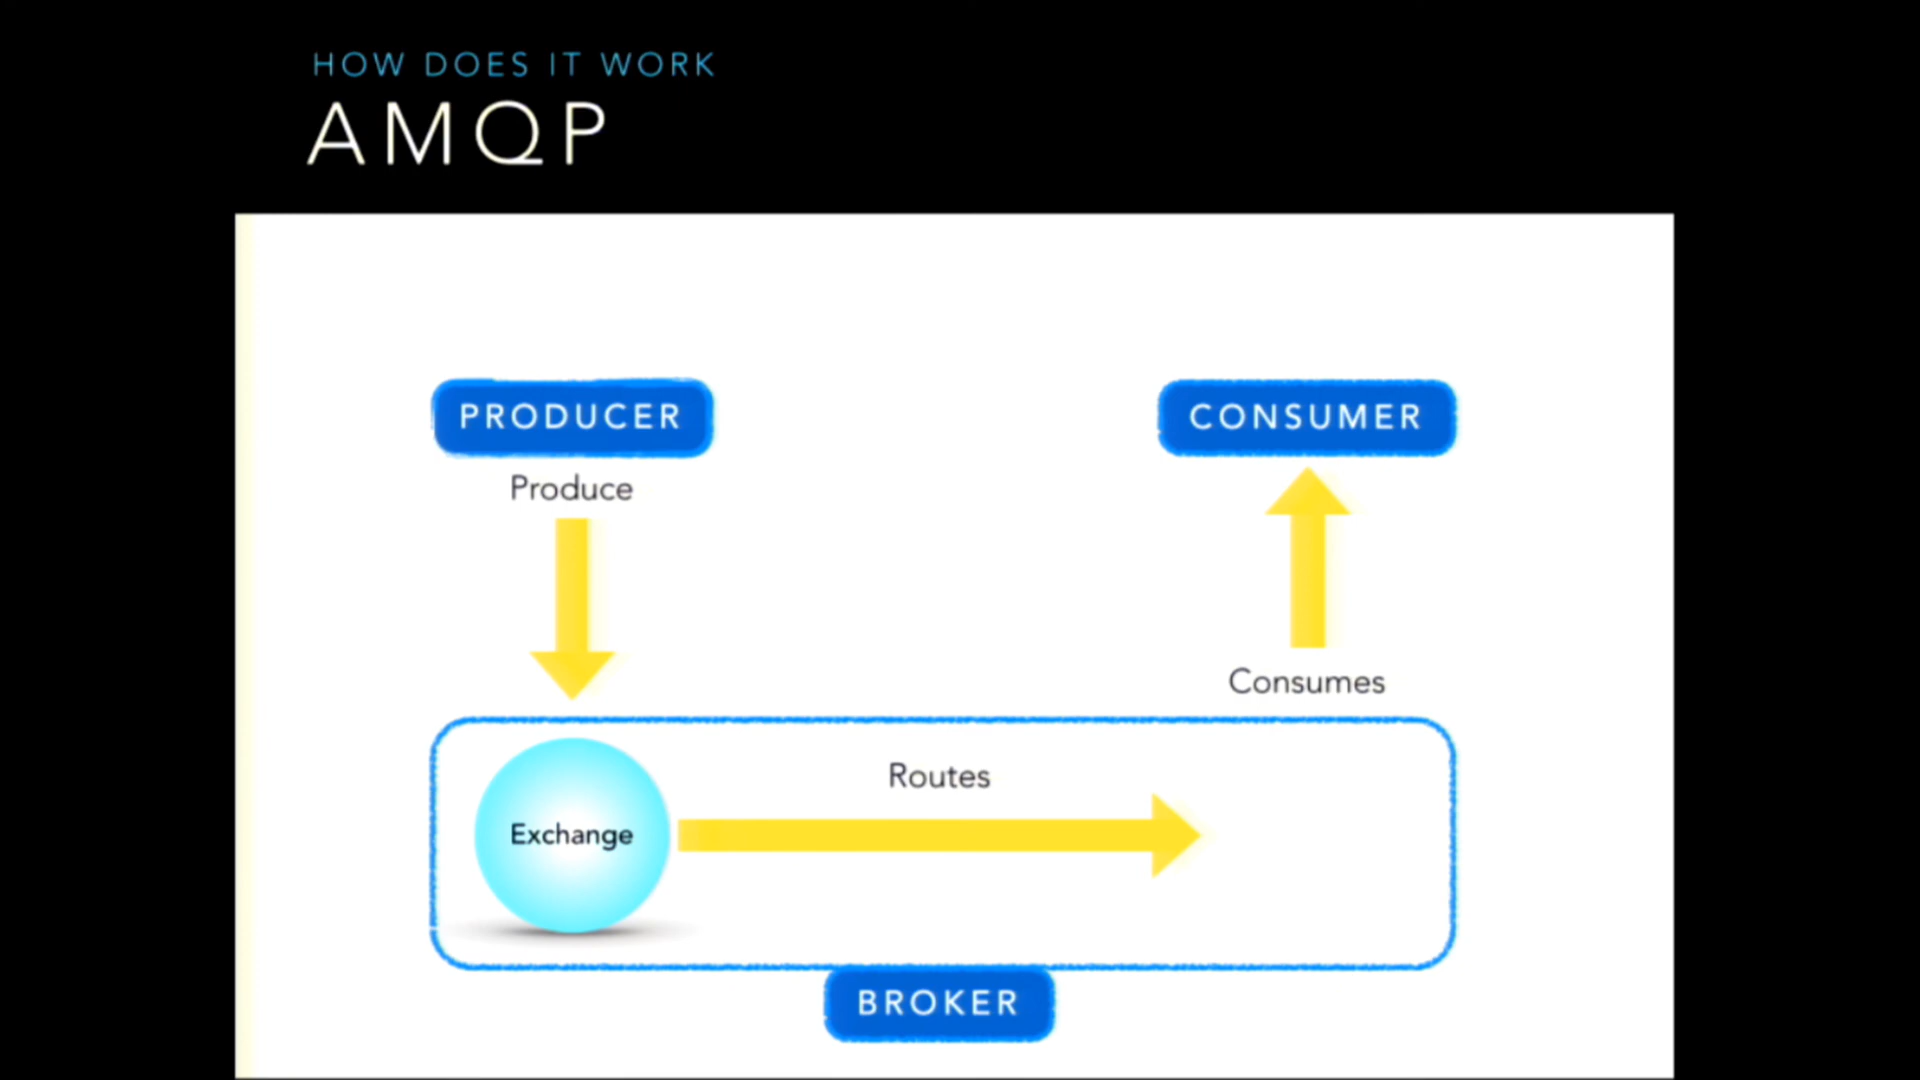 HOW DOES IT WORK
AMQP
PRODUCER
CONSUMER
Produce
Consumes
Routes
Exchange
BROKER